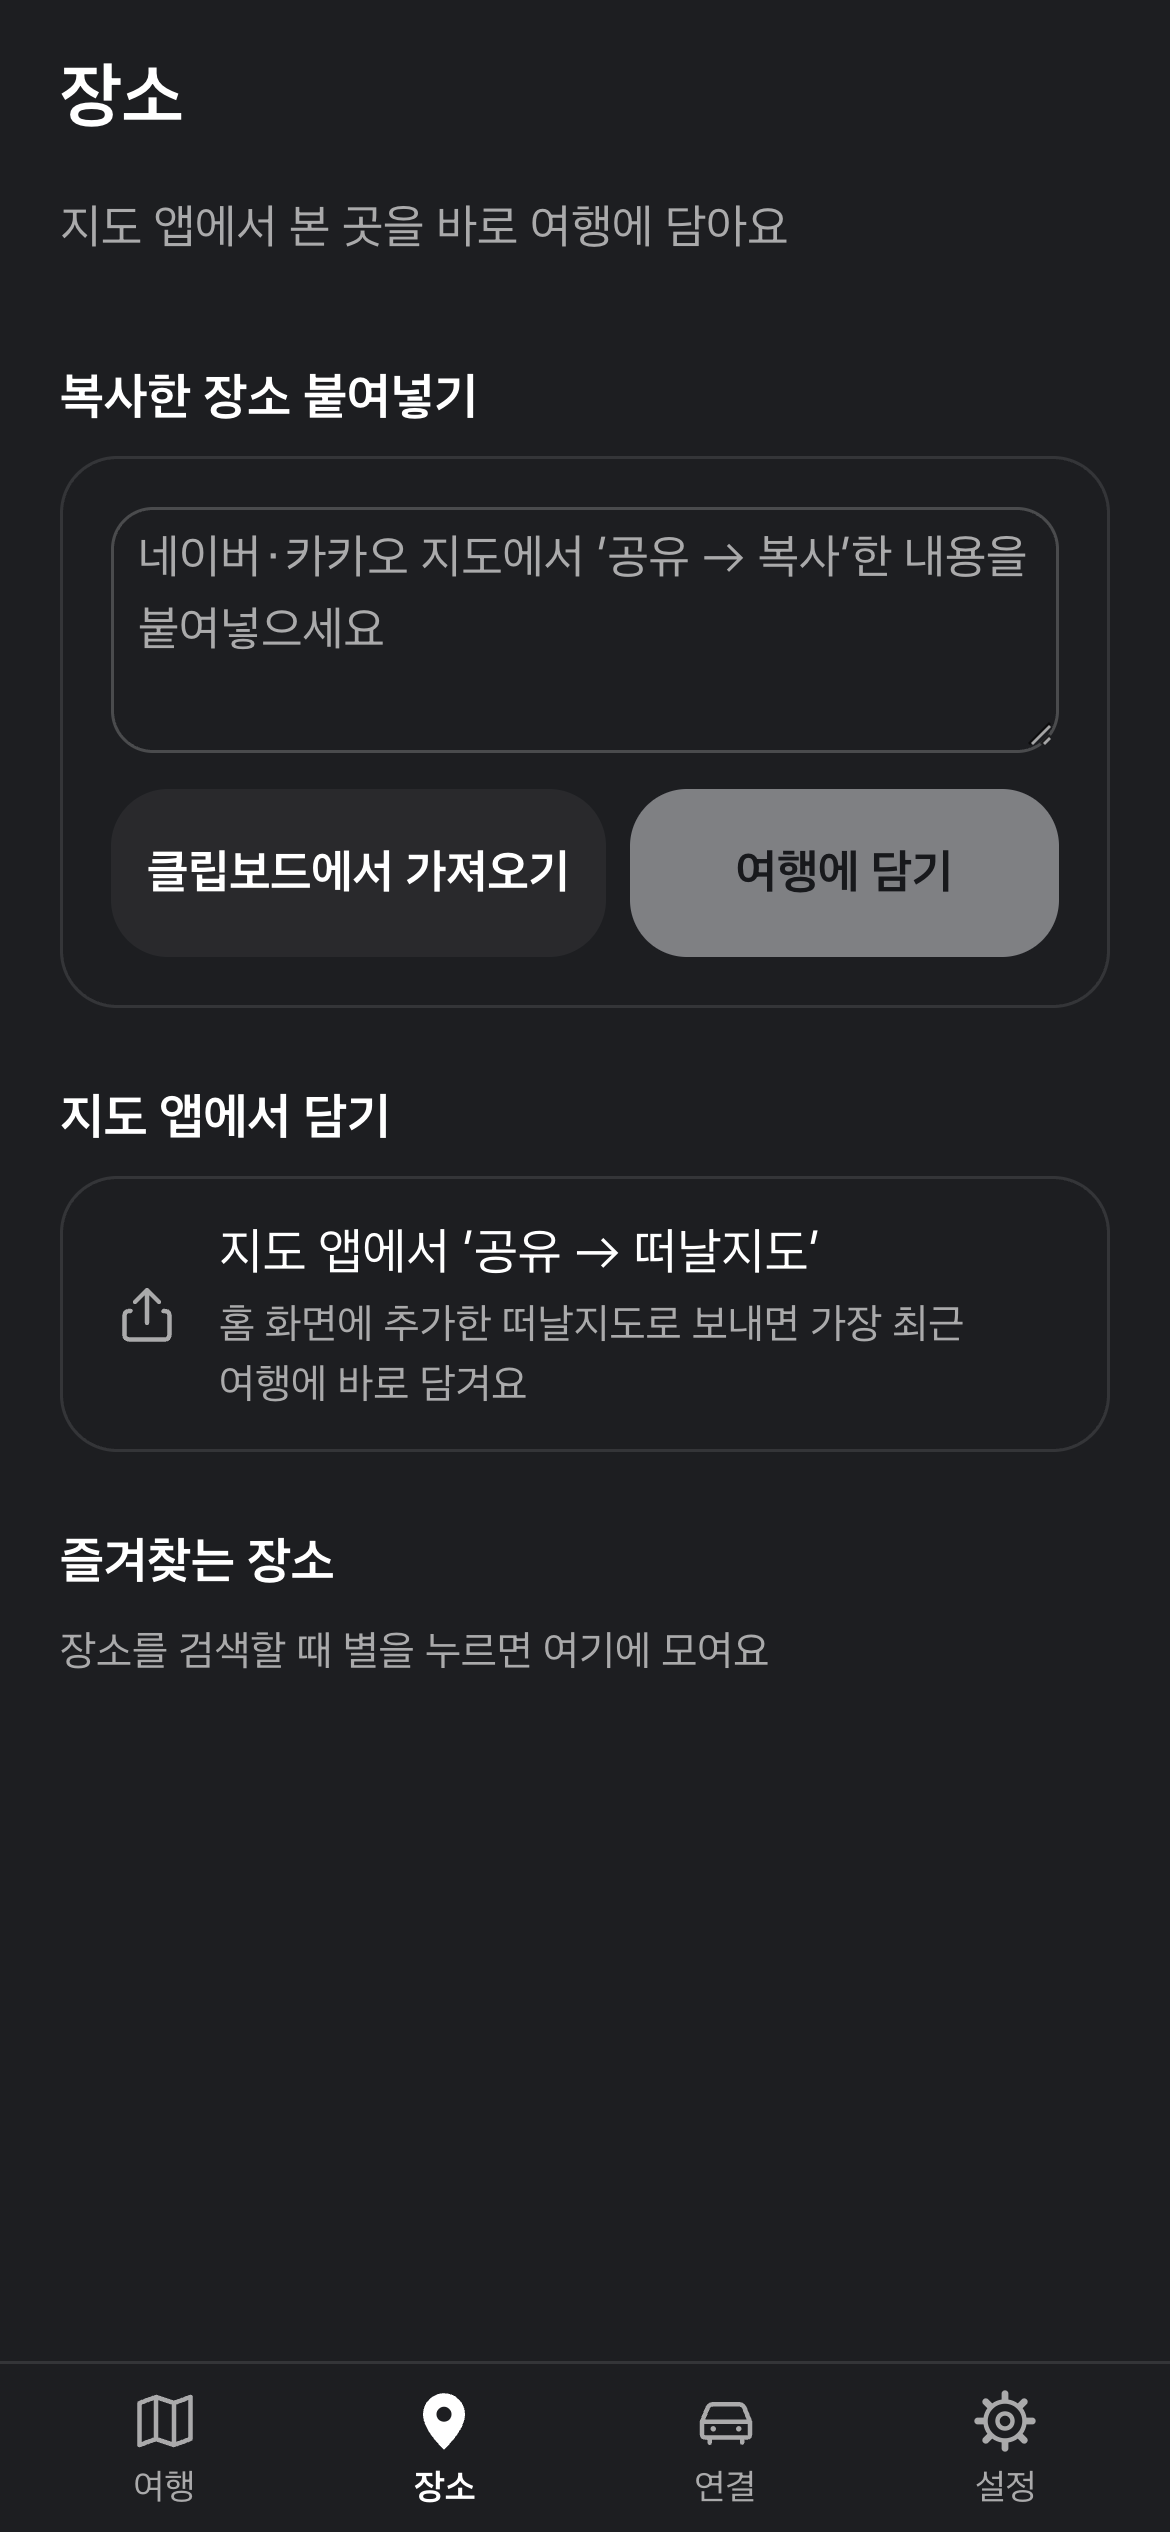 장소
지도 앱에서 본 곳을 바로 여행에 담아요
복사한 장소 붙여넣기
네이버·카카오 지도에서 '공유 → 복사'한 내용을
붙여넣으세요
클립보드에서 가져오기
여행에 담기
지도 앱에서 담기
지도 앱에서 '공유 → 떠날지도'
홈 화면에 추가한 떠날지도로 보내면 가장 최근
여행에 바로 담겨요
즐겨찾는 장소
장소를 검색할 때 별을 누르면 여기에 모여요
여행
장소
연결
설정